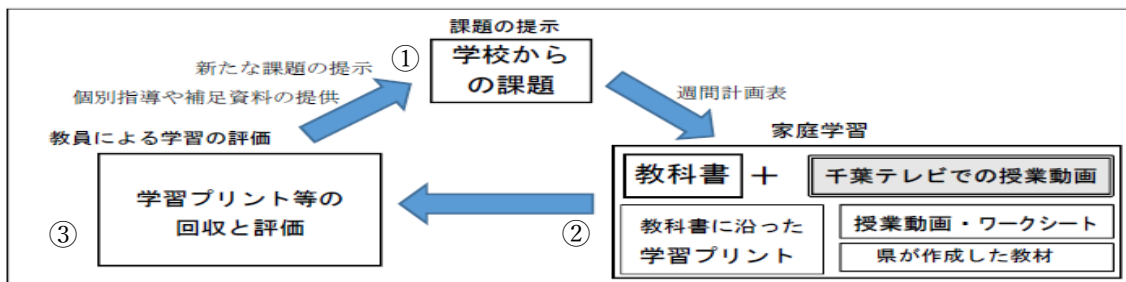 課題の提示
①
学校から
の課題
新たな課題の提示
個別指導や補足資料の提供
週間計画表
教員による学習の評価
家庭学習
教科書 + 千葉テレビでの授業動画
教科書に沿った
学習プリント
授業動画・ワークシート
県が作成した教材
②
学習プリント等の
回収と評価
③